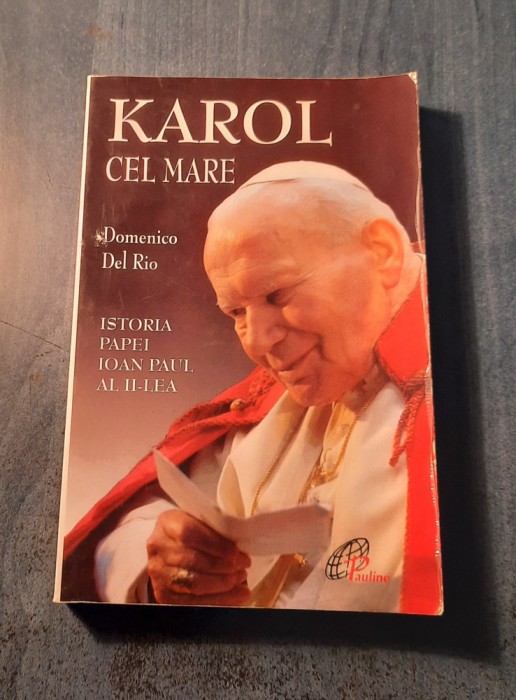 KAROL
CEL MARE
Domenico
Del Rio
ISTORIA
PAPEI
IOAN PAUL
AL II-LEA
Pauline